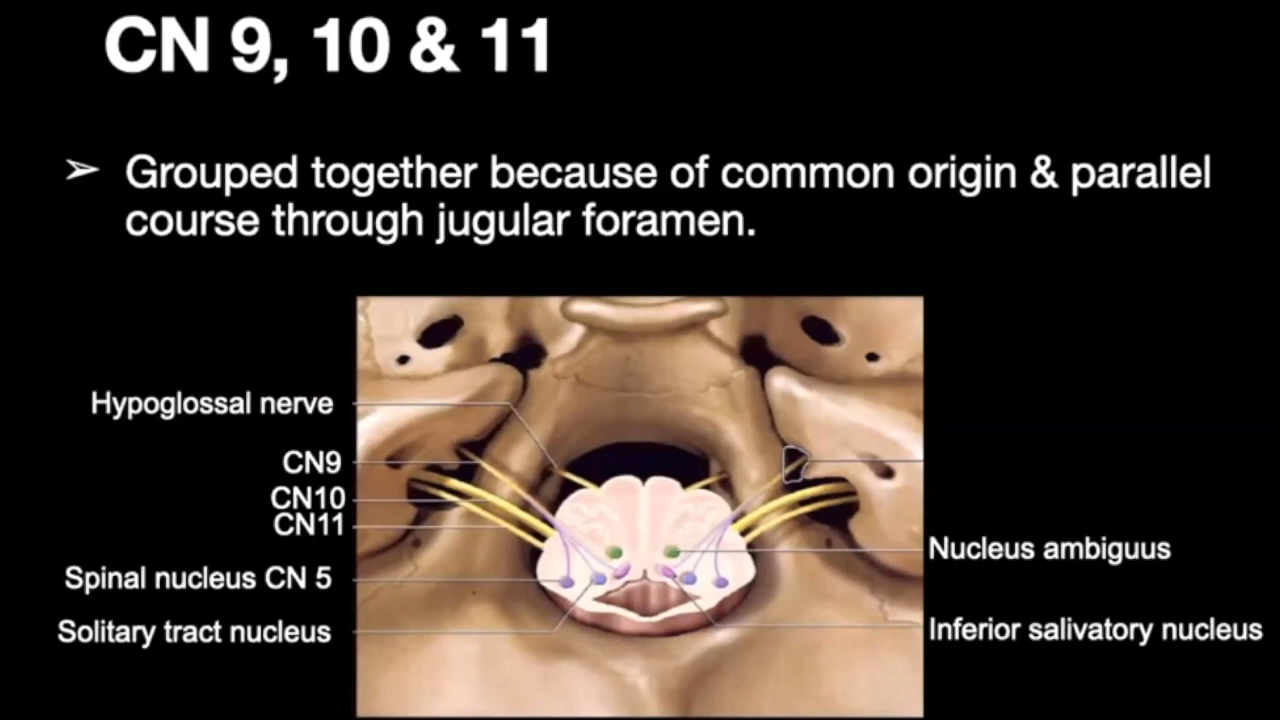 CN 9, 10 & 11
➢ Grouped together because of common origin & parallel
course through jugular foramen.
Hypoglossal nerve
CN9
CN10
CN11
Spinal nucleus CN 5
Solitary tract nucleus
Nucleus ambiguus
Inferior salivatory nucleus